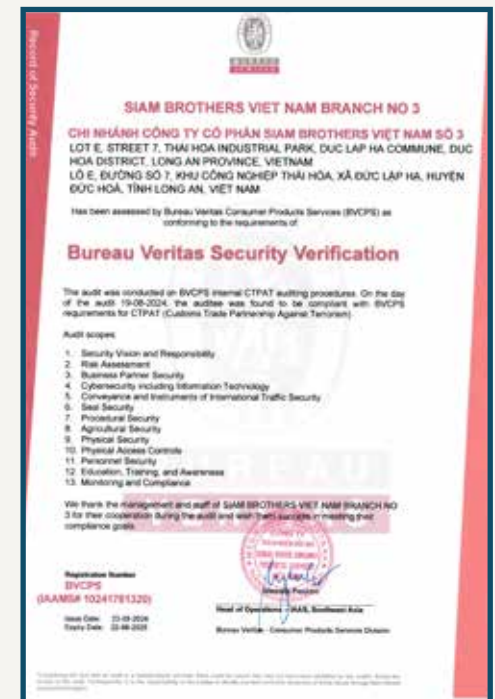 Record of Security Audit
BUREAU
VERITAS
SIAM BROTHERS VIET NAM BRANCH NO 3
CHI NHÁNH CÔNG TY CỔ PHẦN SIAM BROTHERS VIỆT NAM SỐ 3
LOT E, STREET 7, THAI HOA INDUSTRIAL PARK, DUC LAP HA COMMUNE, DUC
HOA DISTRICT, LONG AN PROVINCE, VIETNAM
LÔ E, ĐƯỜNG SỐ 7, KHU CÔNG NGHIỆP THÁI HÒA, XÃ ĐỨC LẬP HẠ, HUYỆN
ĐỨC HOÀ, TỈNH LONG AN, VIỆT NAM
Has been assessed by Bureau Veritas Consumer Products Services (BVCPS) as
conforming to the requirements of:
Bureau Veritas Security Verification
The audit was conducted on BVCPS internal CTPAT auditing procedures. On the day
of the audit 19-08-2024, the auditee was found to be compliant with BVCPS
requirements for CTPAT (Customs Trade Partnership Against Terrorism).
Audit scopes:
1. Security Vision and Responsibility
2. Risk Assessment
3. Business Partner Security
4. Cybersecurity including Information Technology
5. Conveyance and Instruments of International Traffic Security
6. Seal Security
7. Procedural Security
8. Agricultural Security
9. Physical Security
10. Physical Access Controls
11. Personnel Security
12. Education, Training, and Awareness
13. Monitoring and Compliance
We thank the management and staff of SIAM BROTHERS VIET NAM BRANCH NO
3 for their cooperation during the audit and wish them success in meeting their
compliance goals.
Registration Number
BVCPS
(IAAMS# 10241781320)
Head of Operations Southeast Asia
Issue Date:
Expiry Date:
Bureau Veritas - Consumer Products Services Division